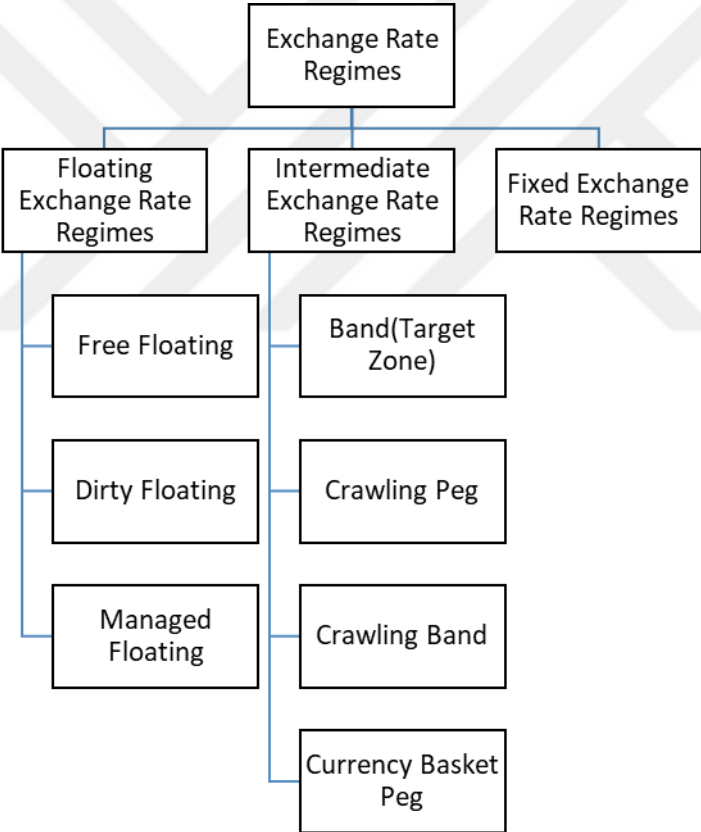 Exchange Rate
Regimes
Floating
Exchange Rate
Regimes
Intermediate
Exchange Rate
Regimes
Fixed Exchange
Rate Regimes
Free Floating
Dirty Floating
Managed
Floating
Band(Target
Zone)
Crawling Peg
Crawling Band
Currency Basket
Peg